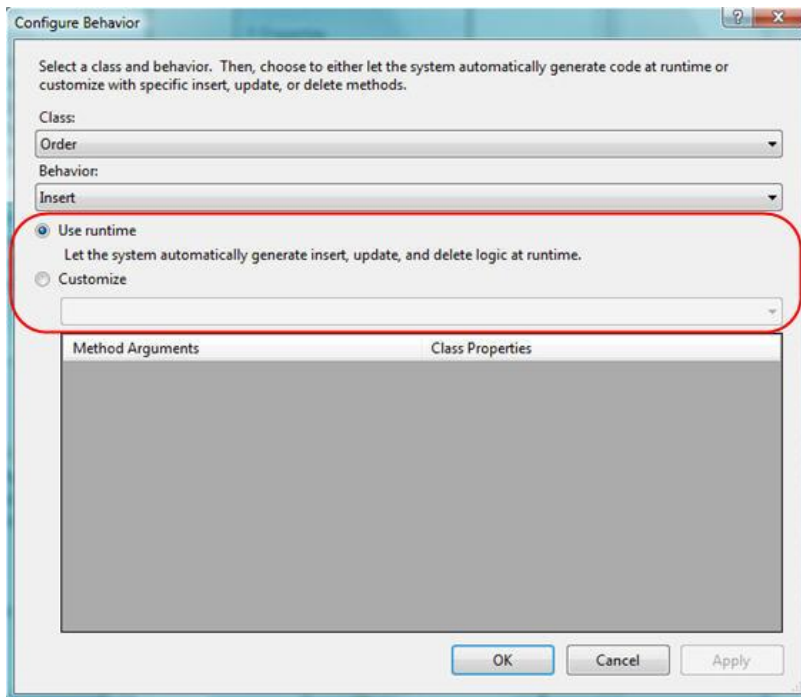 Configure Behavior
Select a class and behavior. Then, choose to either let the system automatically generate code at runtime or
customize with specific insert, update, or delete methods.
Class:
Order
Behavior:
Insert
Use runtime
Let the system automatically generate insert, update, and delete logic at runtime.
Customize
Method Arguments Class Properties
OK Cancel Apply